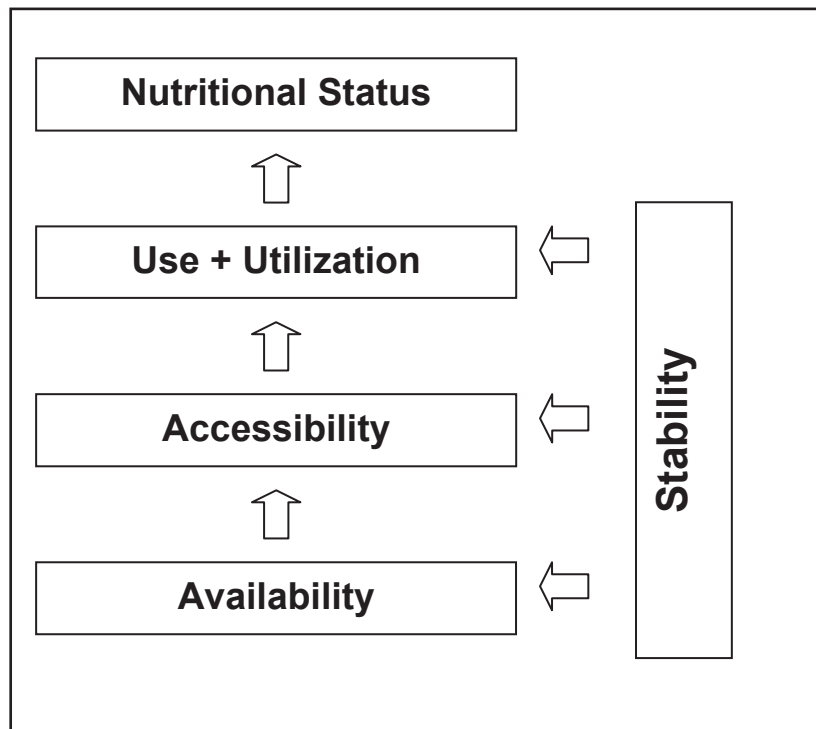 Nutritional Status
Use + Utilization
Accessibility
Availability
Stability